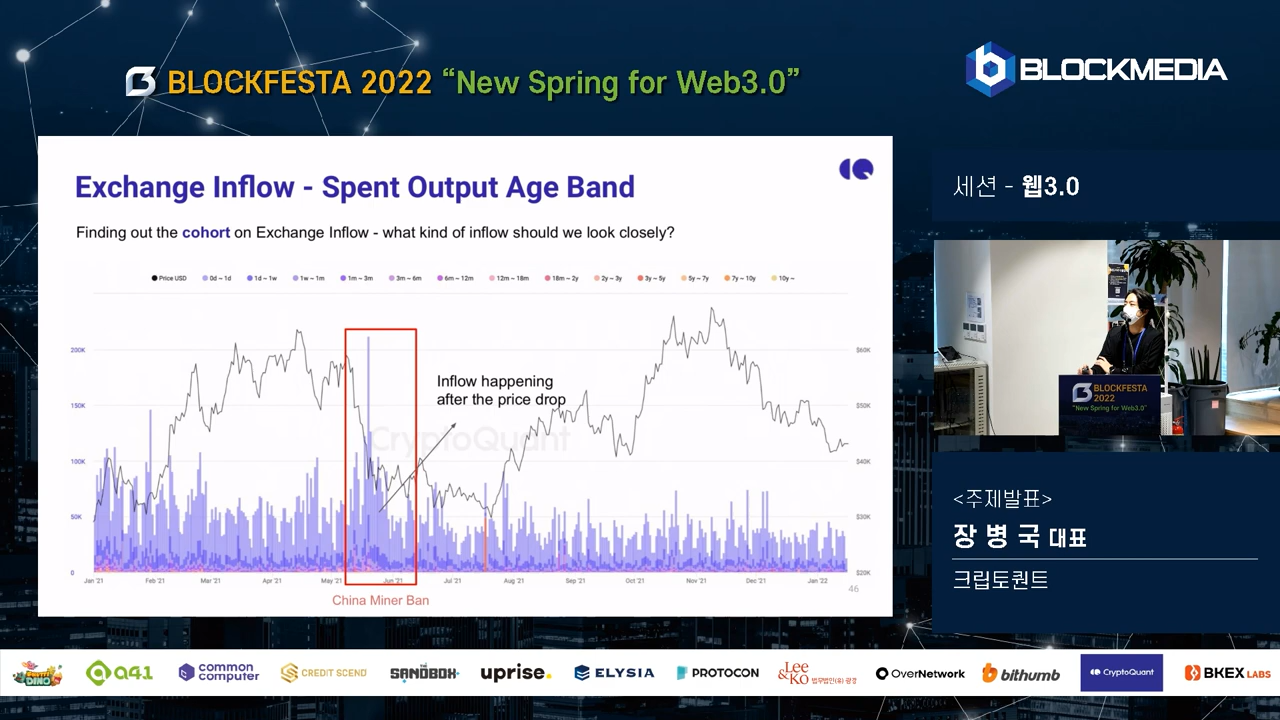 BLOCKFESTA 2022 “New Spring for Web3.0”
BLOCKMEDIA
Exchange Inflow - Spent Output Age Band
Finding out the cohort on Exchange Inflow - what kind of inflow should we look closely?
Price USD 0d ~ 1d 1d ~ 1w 1w ~ 1m 1m ~ 3m 3m ~ 6m 6m ~ 12m 12m ~ 18m 18m ~ 2y 2y ~ 3y 3y ~ 5y 5y ~ 7y 7y ~ 10y 10y ~
200K $60K
Inflow happening
after the price drop
150K $50K
CryptoQuant
100K $40K
50K $30K
0 $20K
Jan '21 Feb '21 Mar '21 Apr '21 May '21 Jun '21 Jul '21 Aug '21 Sep '21 Oct '21 Nov '21 Dec '21 Jan '22
46
China Miner Ban
세션 - 웹3.0
BLOCKFESTA
2022
“New Spring for Web3.0”
<주제발표>
장 병 국 대표
크립토퀀트
DINO
a41
common
computer
CREDIT SCEND
THE
SANDBOX
uprise.
ELYSIA
PROTOCON
Lee
&Ko 법무법인(유) 광장
OverNetwork
bithumb
CryptoQuant
BKEX LABS